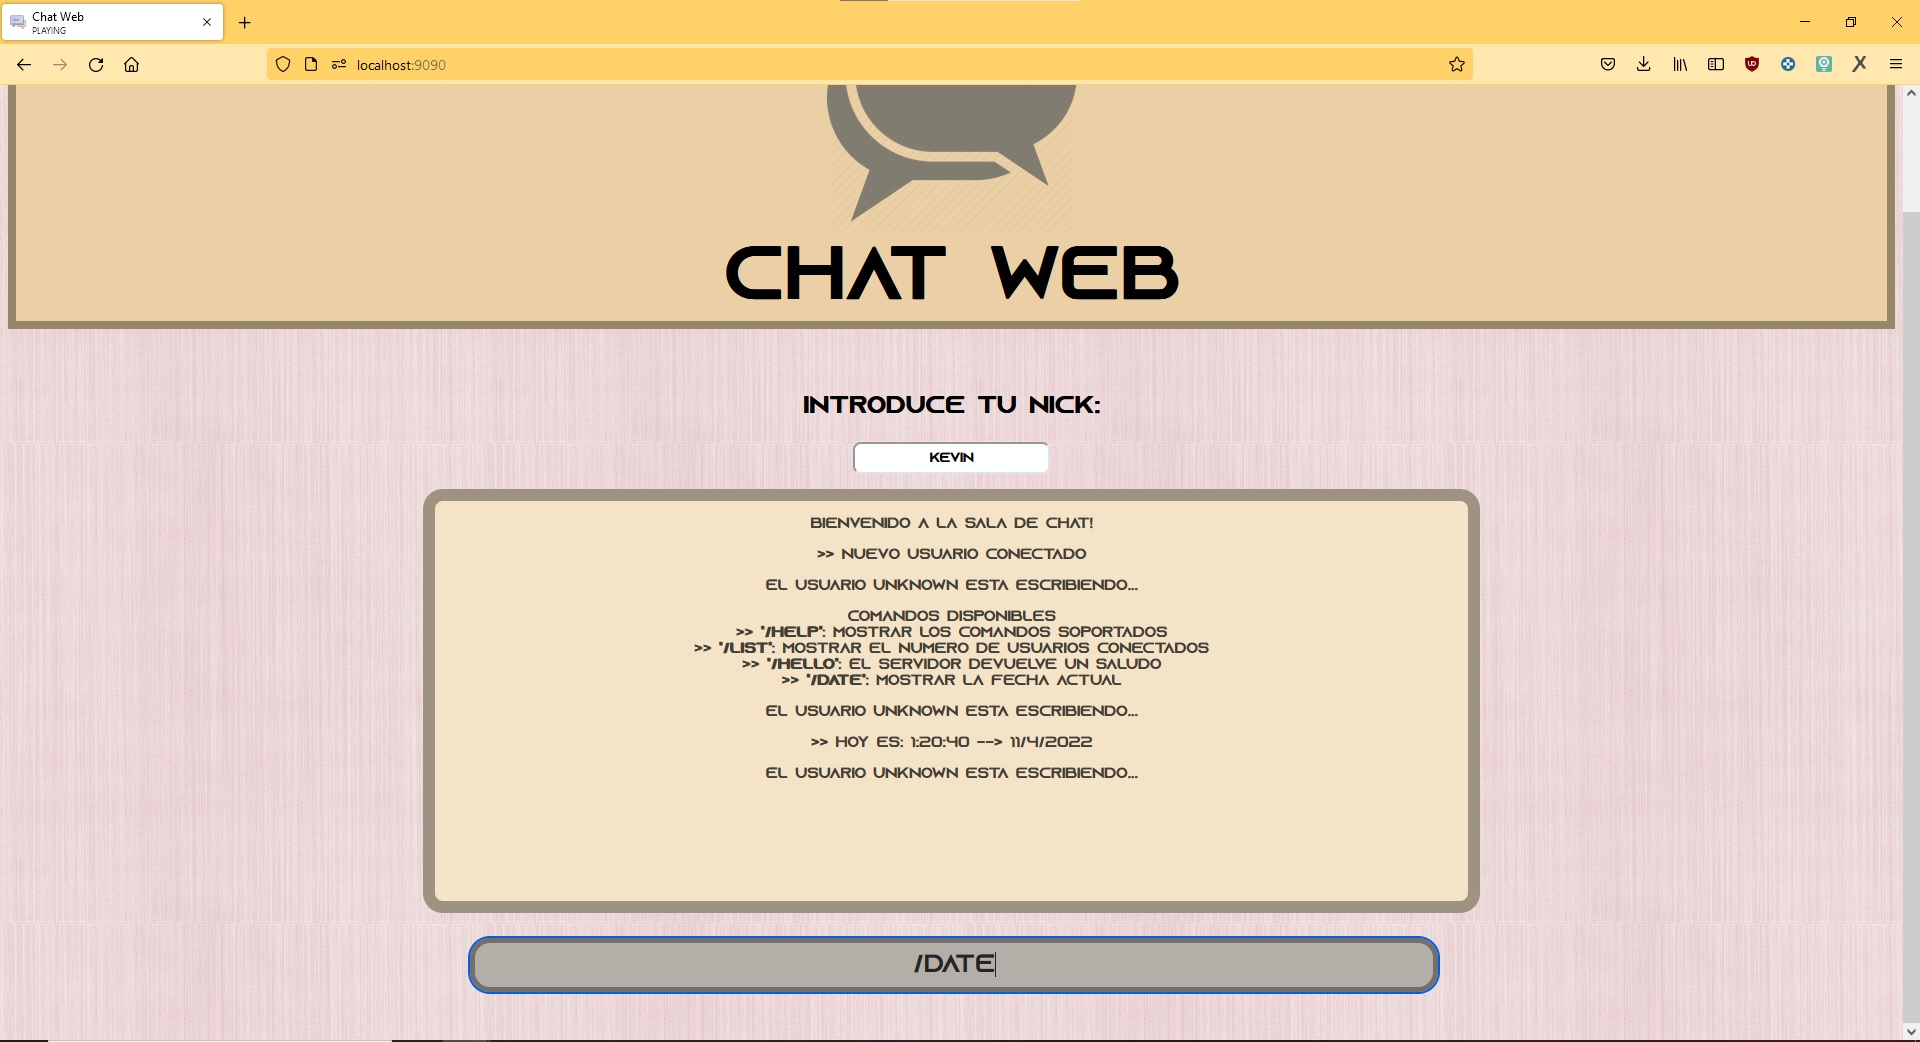 Chat Web
PLAYING
localhost:9090
CHAT WEB
INTRODUCE TU NICK:
KEVIN
BIENVENIDO A LA SALA DE CHAT!
>> NUEVO USUARIO CONECTADO
EL USUARIO UNKNOWN ESTA ESCRIBIENDO...
COMANDOS DISPONIBLES
>> "/HELP": MOSTRAR LOS COMANDOS SOPORTADOS
>> "/LIST": MOSTRAR EL NUMERO DE USUARIOS CONECTADOS
>> "/HELLO": EL SERVIDOR DEVUELVE UN SALUDO
>> "/DATE": MOSTRAR LA FECHA ACTUAL
EL USUARIO UNKNOWN ESTA ESCRIBIENDO...
>> HOY ES: 1:20:40 --> 11/4/2022
EL USUARIO UNKNOWN ESTA ESCRIBIENDO...
/DATE